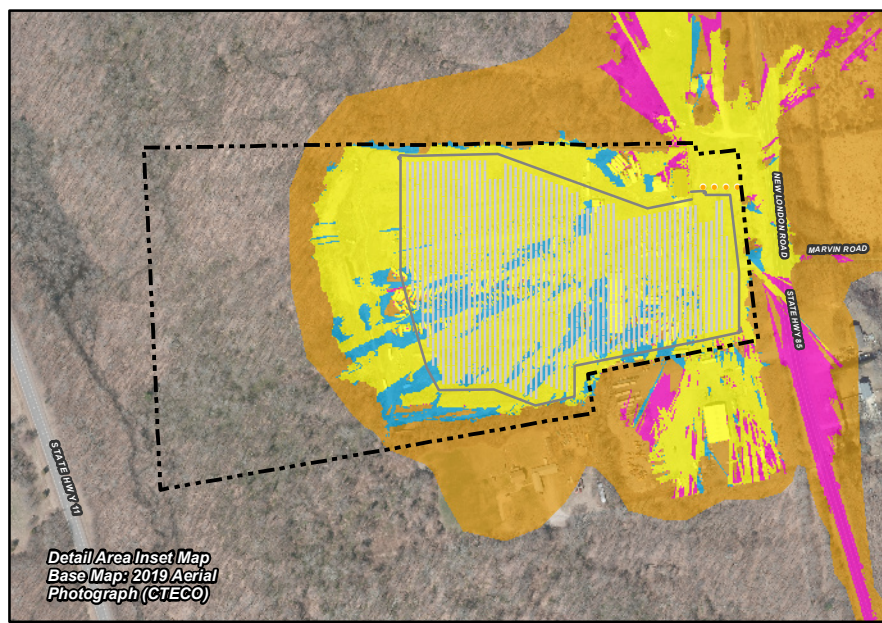 NEW LONDON ROAD
MARVIN ROAD
STATE HWY 85
STATE HWY 11
Detail Area Inset Map
Base Map: 2019 Aerial
Photograph (CTECO)